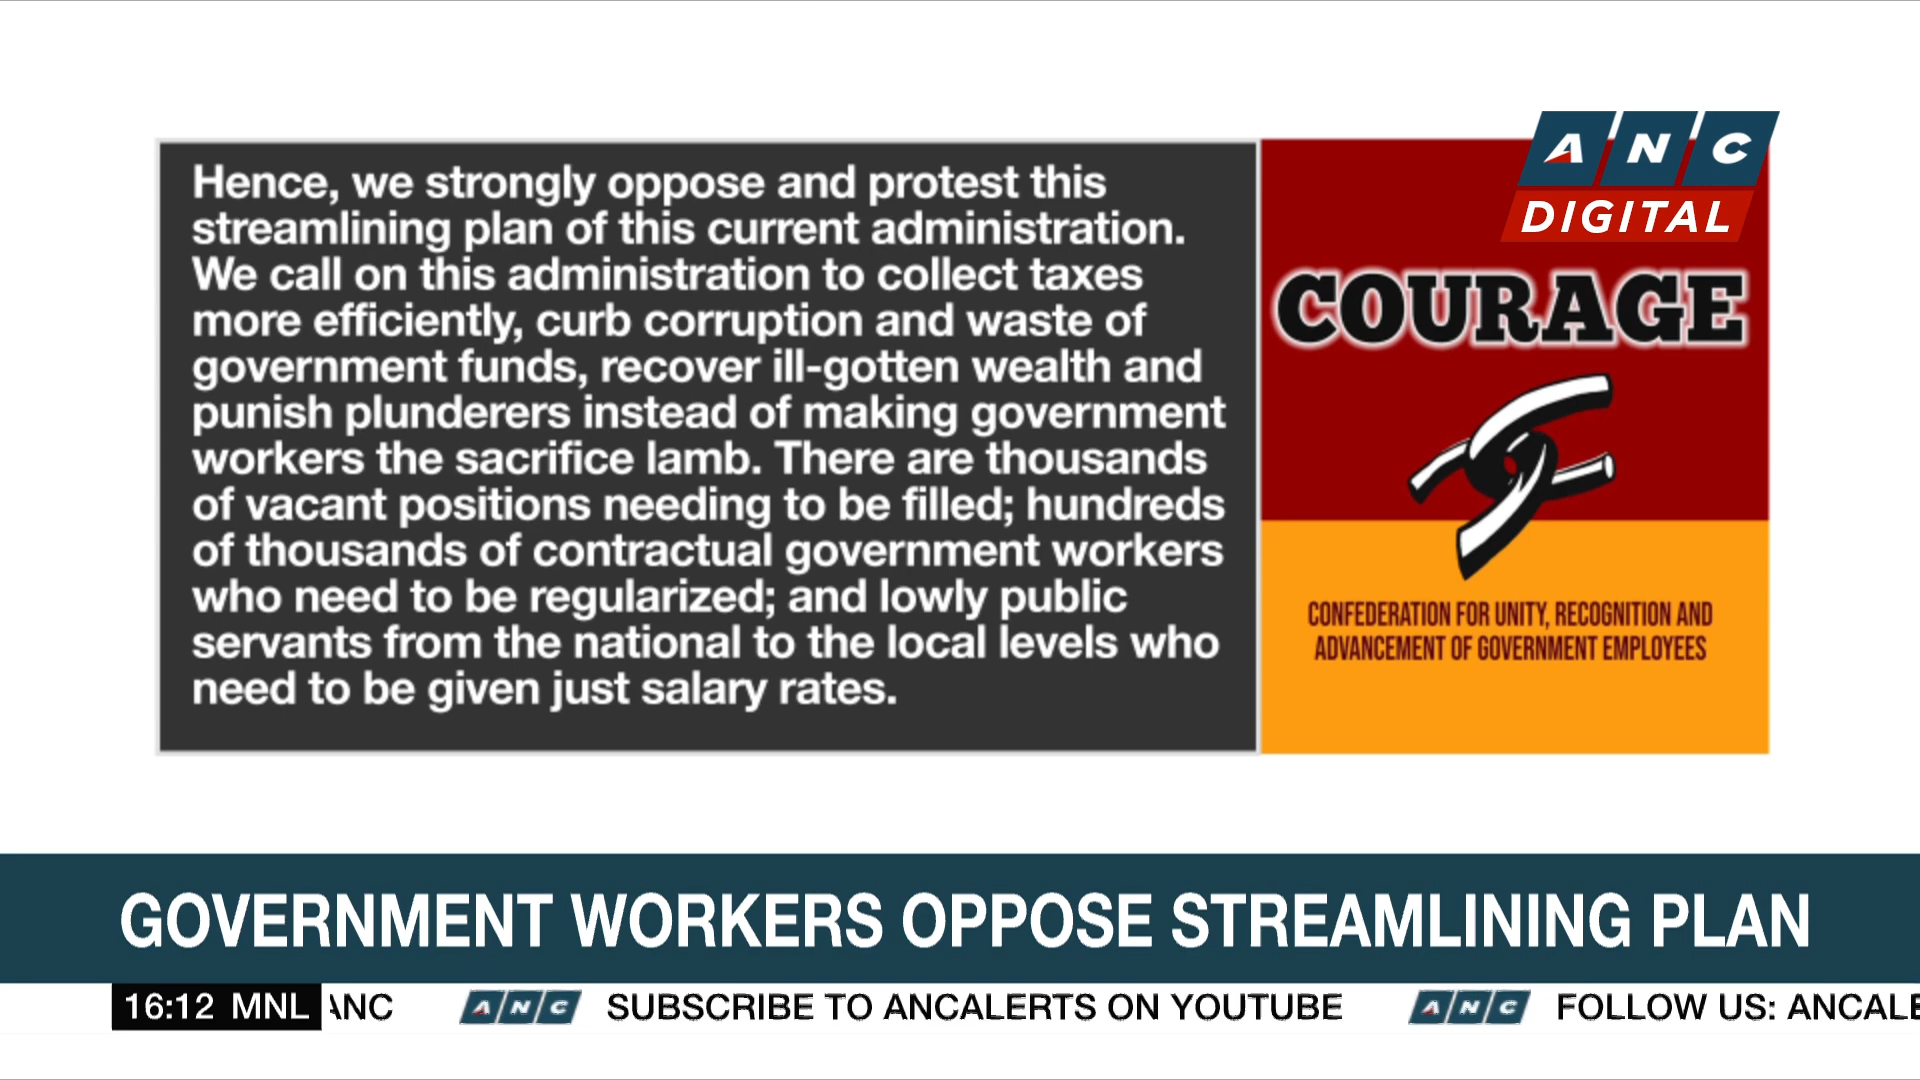 Hence, we strongly oppose and protest this
streamlining plan of this current administration.
We call on this administration to collect taxes
more efficiently, curb corruption and waste of
government funds, recover ill-gotten wealth and
punish plunderers instead of making government
workers the sacrifice lamb. There are thousands
of vacant positions needing to be filled; hundreds
of thousands of contractual government workers
who need to be regularized; and lowly public
servants from the national to the local levels who
need to be given just salary rates.
ANC
DIGITAL
COURAGE
CONFEDERATION FOR UNITY, RECOGNITION AND
ADVANCEMENT OF GOVERNMENT EMPLOYEES
GOVERNMENT WORKERS OPPOSE STREAMLINING PLAN
16:12 MNL ANC ANC SUBSCRIBE TO ANCALERTS ON YOUTUBE ANC FOLLOW US: ANCALE